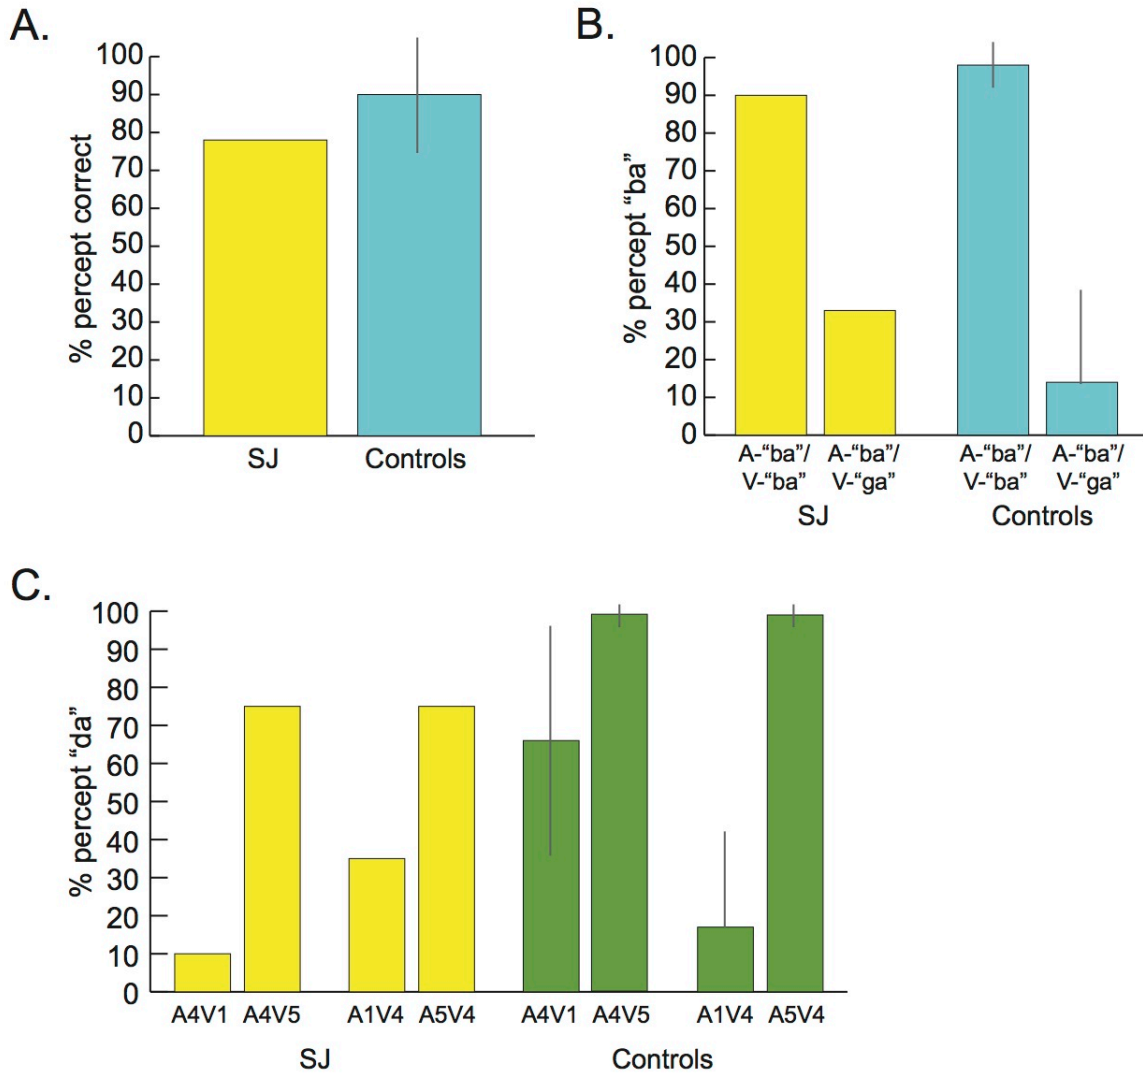 A.
% percept correct
100
90
80
70
60
50
40
30
20
10
0
SJ Controls
B.
% percept “ba”
100
90
80
70
60
50
40
30
20
10
0
A-“ba”/ A-“ba”/ A-“ba”/ A-“ba”/
V-“ba” V-“ga” V-“ba” V-“ga”
SJ Controls
C.
% percept “da”
100
90
80
70
60
50
40
30
20
10
0
A4V1 A4V5 A1V4 A5V4 A4V1 A4V5 A1V4 A5V4
SJ Controls